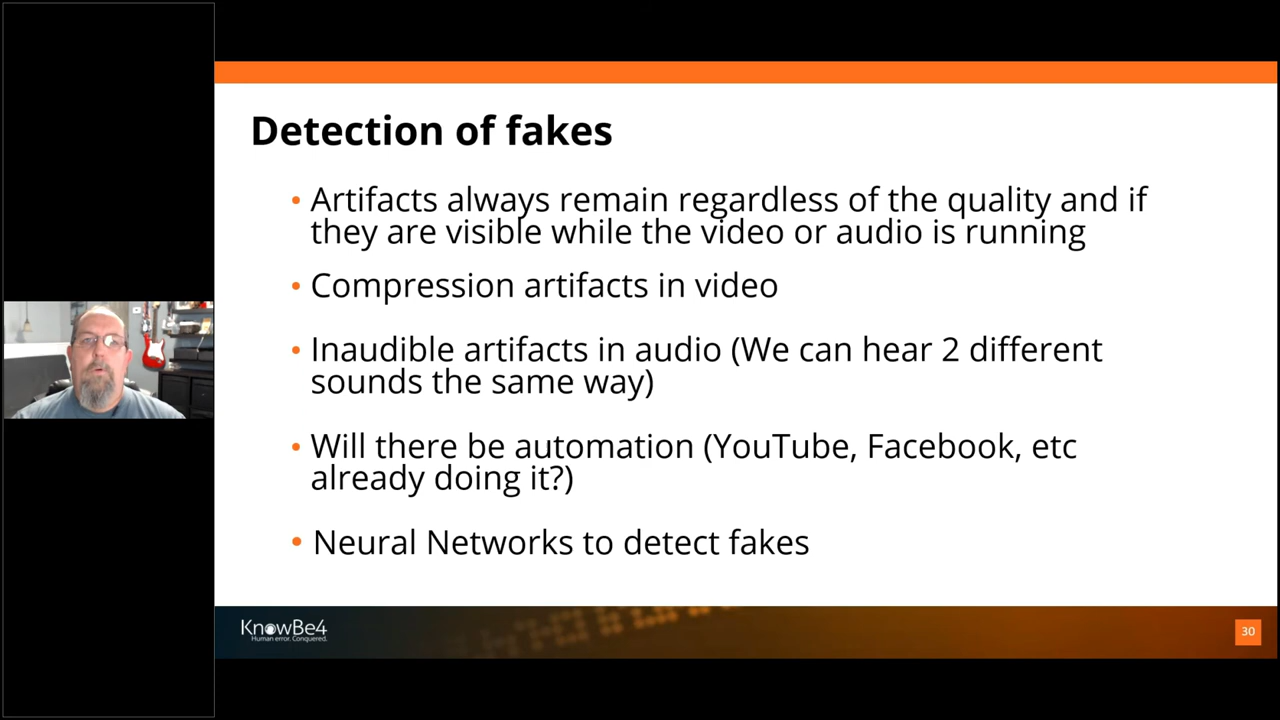 Detection of fakes
• Artifacts always remain regardless of the quality and if
they are visible while the video or audio is running
• Compression artifacts in video
• Inaudible artifacts in audio (We can hear 2 different
sounds the same way)
• Will there be automation (YouTube, Facebook, etc
already doing it?)
• Neural Networks to detect fakes
KnowBe4
Human error. Conquered.
30